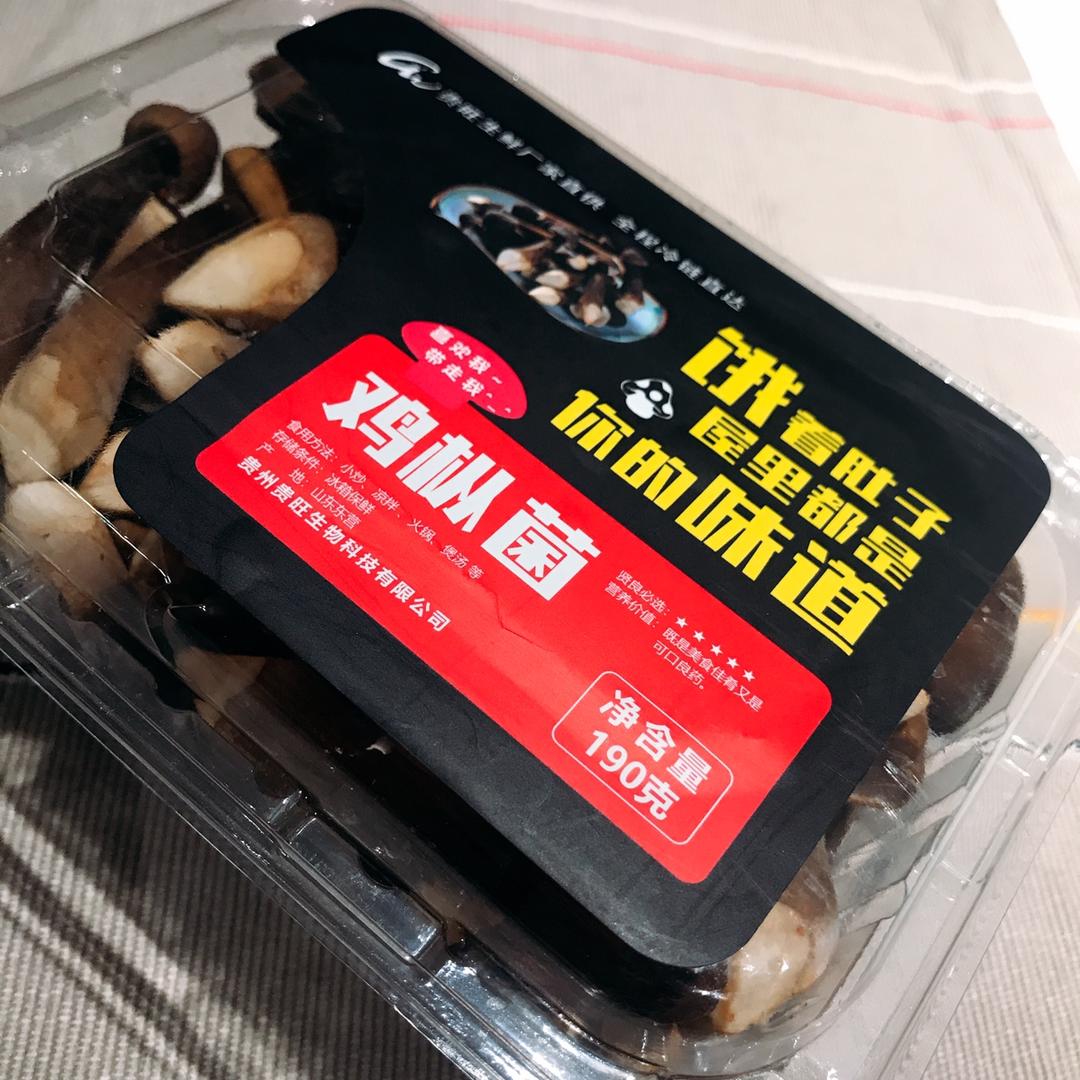 贵旺生鲜厂家直供 全程冷链直达
饿着肚子
屋里都是
你的味道
喜欢我~
带走我~
鸡枞菌
食用方法：小炒、凉拌、火锅、煲汤 等
存储条件：冰箱保鲜
产 地：山东东营
贵州贵旺生物科技有限公司
贤良必选：★★★★★
营养价值：既是美食佳肴又是
可口良药。
净含量
190克